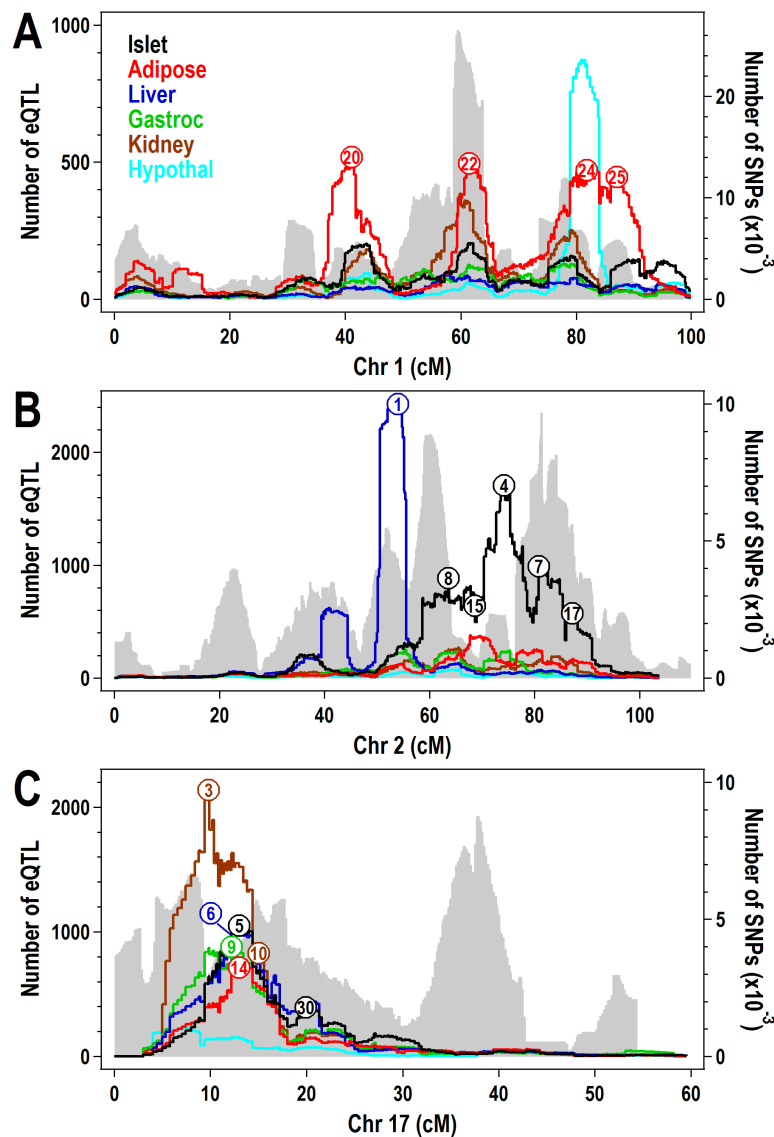 A
1000
Number of eQTL
500
0
Islet
Adipose
Liver
Gastroc
Kidney
Hypothal
20
22
24
25
20
10
0
Number of SNPs (x10⁻³)
0 20 40 60 80 100
Chr 1 (cM)
B
2000
Number of eQTL
1000
0
1
8
15
4
7
17
10
5
0
Number of SNPs (x10⁻³)
0 20 40 60 80 100
Chr 2 (cM)
C
2000
Number of eQTL
1000
0
3
6
5
9
10
14
30
10
5
0
Number of SNPs (x10⁻³)
0 10 20 30 40 50 60
Chr 17 (cM)